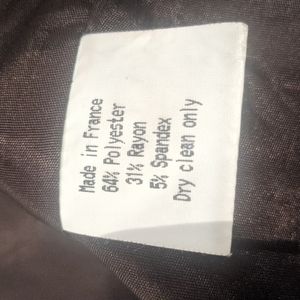 Made in France
64% Polyester
31% Rayon
5% Spandex
Dry clean only